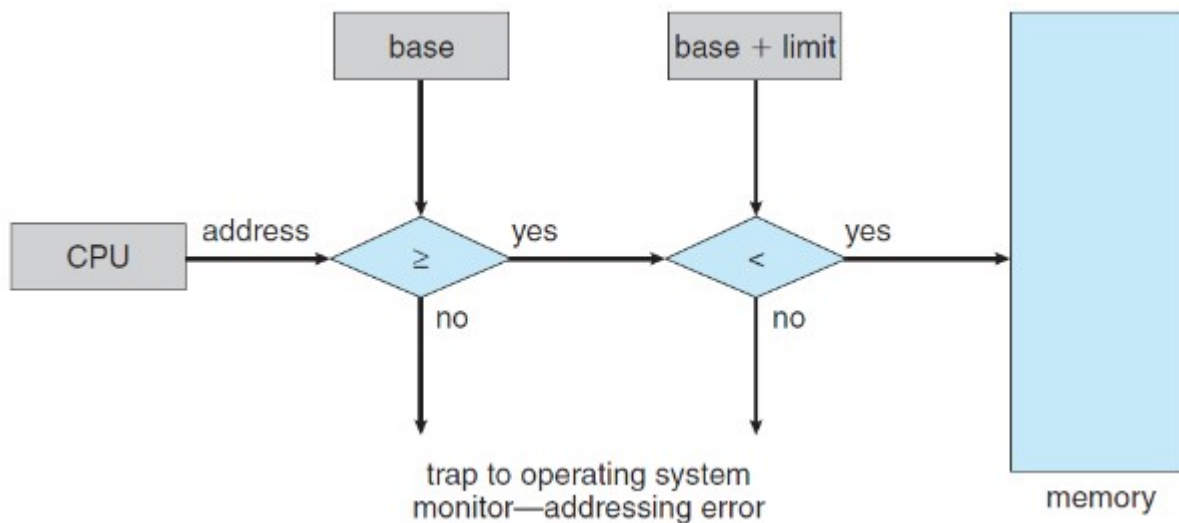 base
base + limit
address
yes
yes
CPU
≥
<
no
no
trap to operating system
monitor—addressing error
memory